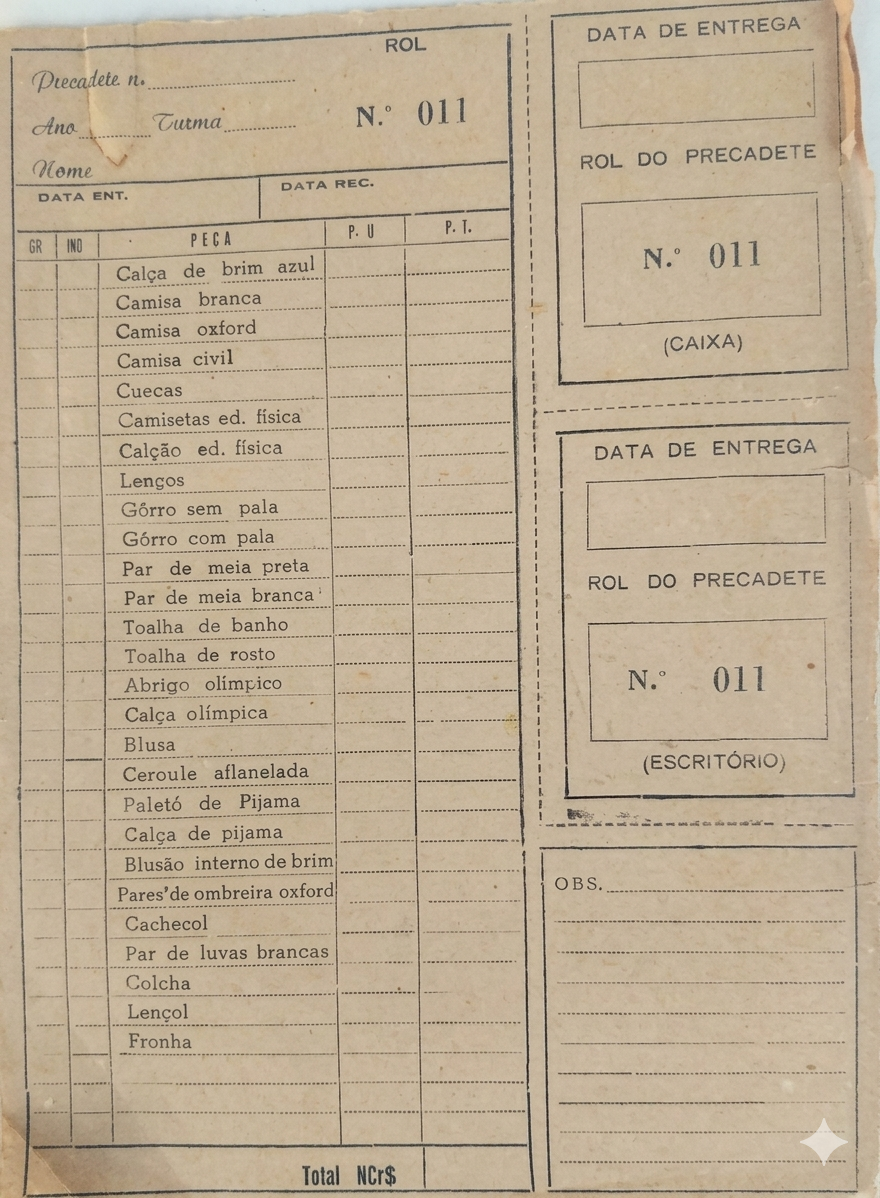 ROL
Precadete n.
Ano Turma N.º 011
Nome
DATA ENT. DATA REC.
GR INO PEÇA P. U P. T.
Calça de brim azul
Camisa branca
Camisa oxford
Camisa civil
Cuecas
Camisetas ed. física
Calção ed. física
Lenços
Gôrro sem pala
Górro com pala
Par de meia preta
Par de meia branca
Toalha de banho
Toalha de rosto
Abrigo olímpico
Calça olímpica
Blusa
Ceroule aflanelada
Paletó de Pijama
Calça de pijama
Blusão interno de brim
Pares de ombreira oxford
Cachecol
Par de luvas brancas
Colcha
Lençol
Fronha
Total NCr$
DATA DE ENTREGA
ROL DO PRECADETE
N.º 011
(CAIXA)
DATA DE ENTREGA
ROL DO PRECADETE
N.º 011
(ESCRITÓRIO)
OBS.